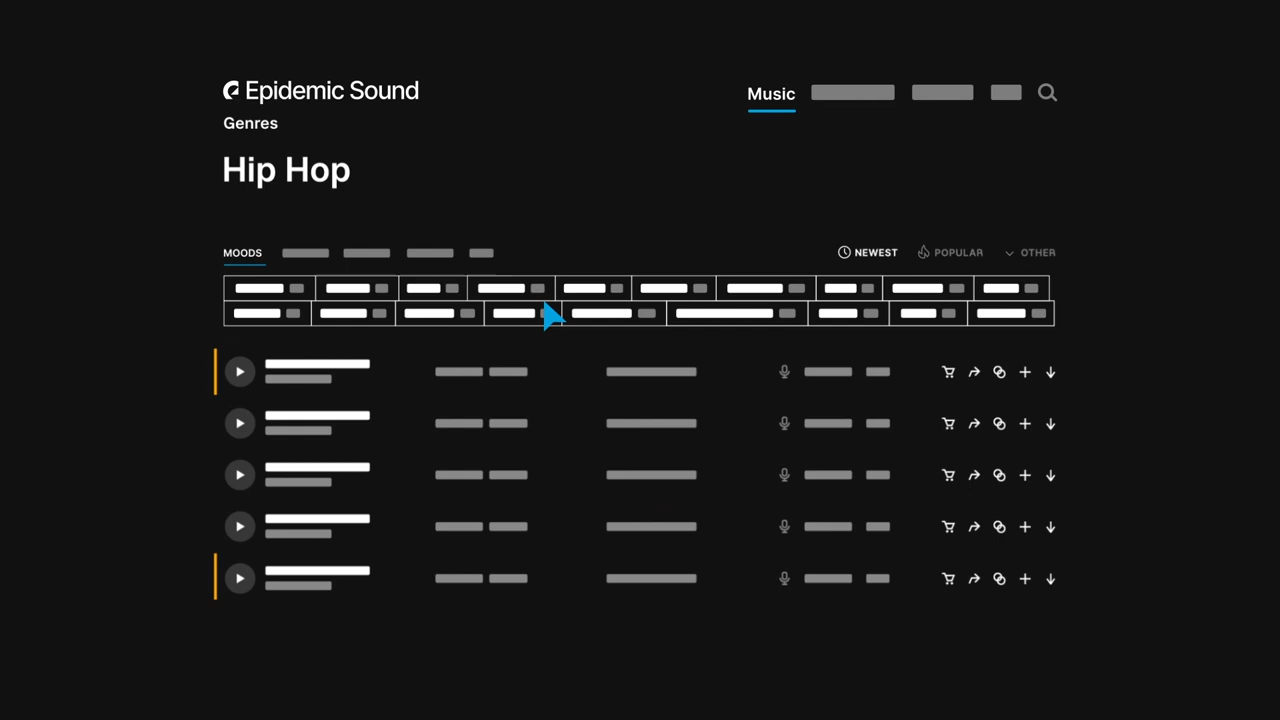 Epidemic Sound
Music
Genres
Hip Hop
MOODS
NEWEST
POPULAR
OTHER